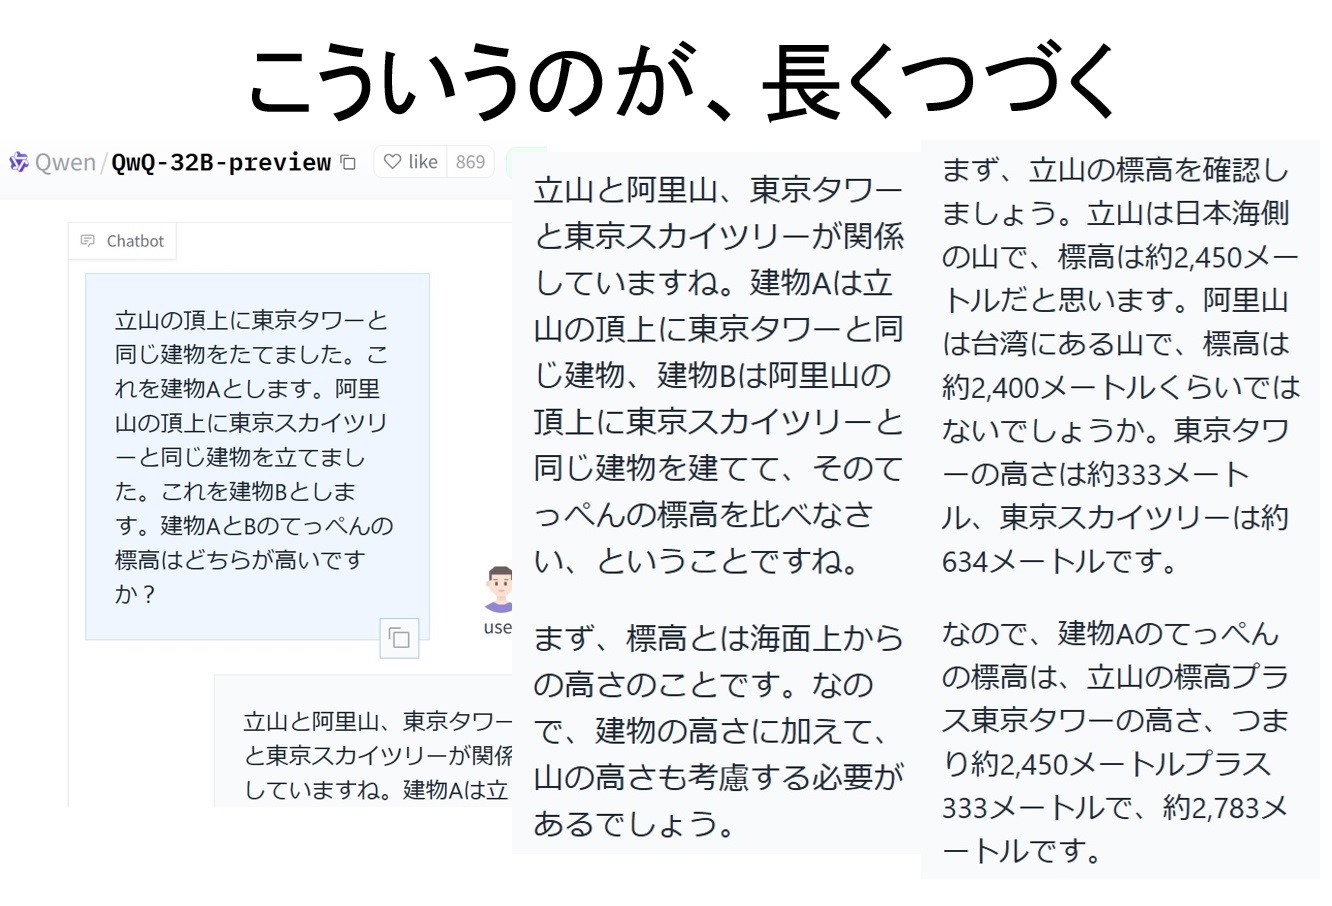 こういうのが、長くつづく
Qwen/QwQ-32B-preview like 869
Chatbot
立山の頂上に東京タワーと
同じ建物をたてました。こ
れを建物Aとします。阿里
山の頂上に東京スカイツリ
ーと同じ建物を立てまし
た。これを建物Bとしま
す。建物AとBのてっぺんの
標高はどちらが高いです
か？
use
立山と阿里山、東京タワー
と東京スカイツリーが関係
していますね。建物Aは立
立山と阿里山、東京タワー
と東京スカイツリーが関係
していますね。建物Aは立
山の頂上に東京タワーと同
じ建物、建物Bは阿里山の
頂上に東京スカイツリーと
同じ建物を建てて、そのて
っぺんの標高を比べなさ
い、ということですね。
まず、標高とは海面上から
の高さのことです。なの
で、建物の高さに加えて、
山の高さも考慮する必要が
あるでしょう。
まず、立山の標高を確認し
ましょう。立山は日本海側
の山で、標高は約2,450メー
トルだと思います。阿里山
は台湾にある山で、標高は
約2,400メートルくらいでは
ないでしょうか。東京タワ
ーの高さは約333メート
ル、東京スカイツリーは約
634メートルです。
なので、建物Aのてっぺん
の標高は、立山の標高プラ
ス東京タワーの高さ、つま
り約2,450メートルプラス
333メートルで、約2,783メ
ートルです。